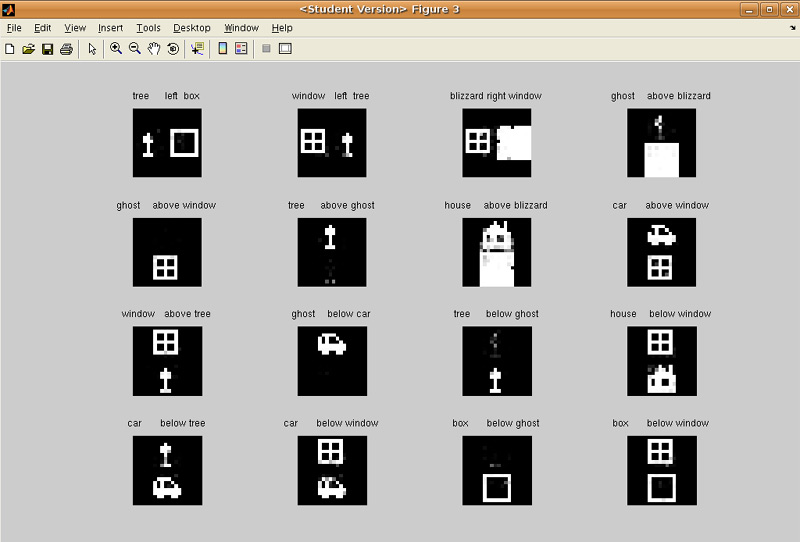 <Student Version> Figure 3
File Edit View Insert Tools Desktop Window Help
tree left box
window left tree
blizzard right window
ghost above blizzard
ghost above window
tree above ghost
house above blizzard
car above window
window above tree
ghost below car
tree below ghost
house below window
car below tree
car below window
box below ghost
box below window